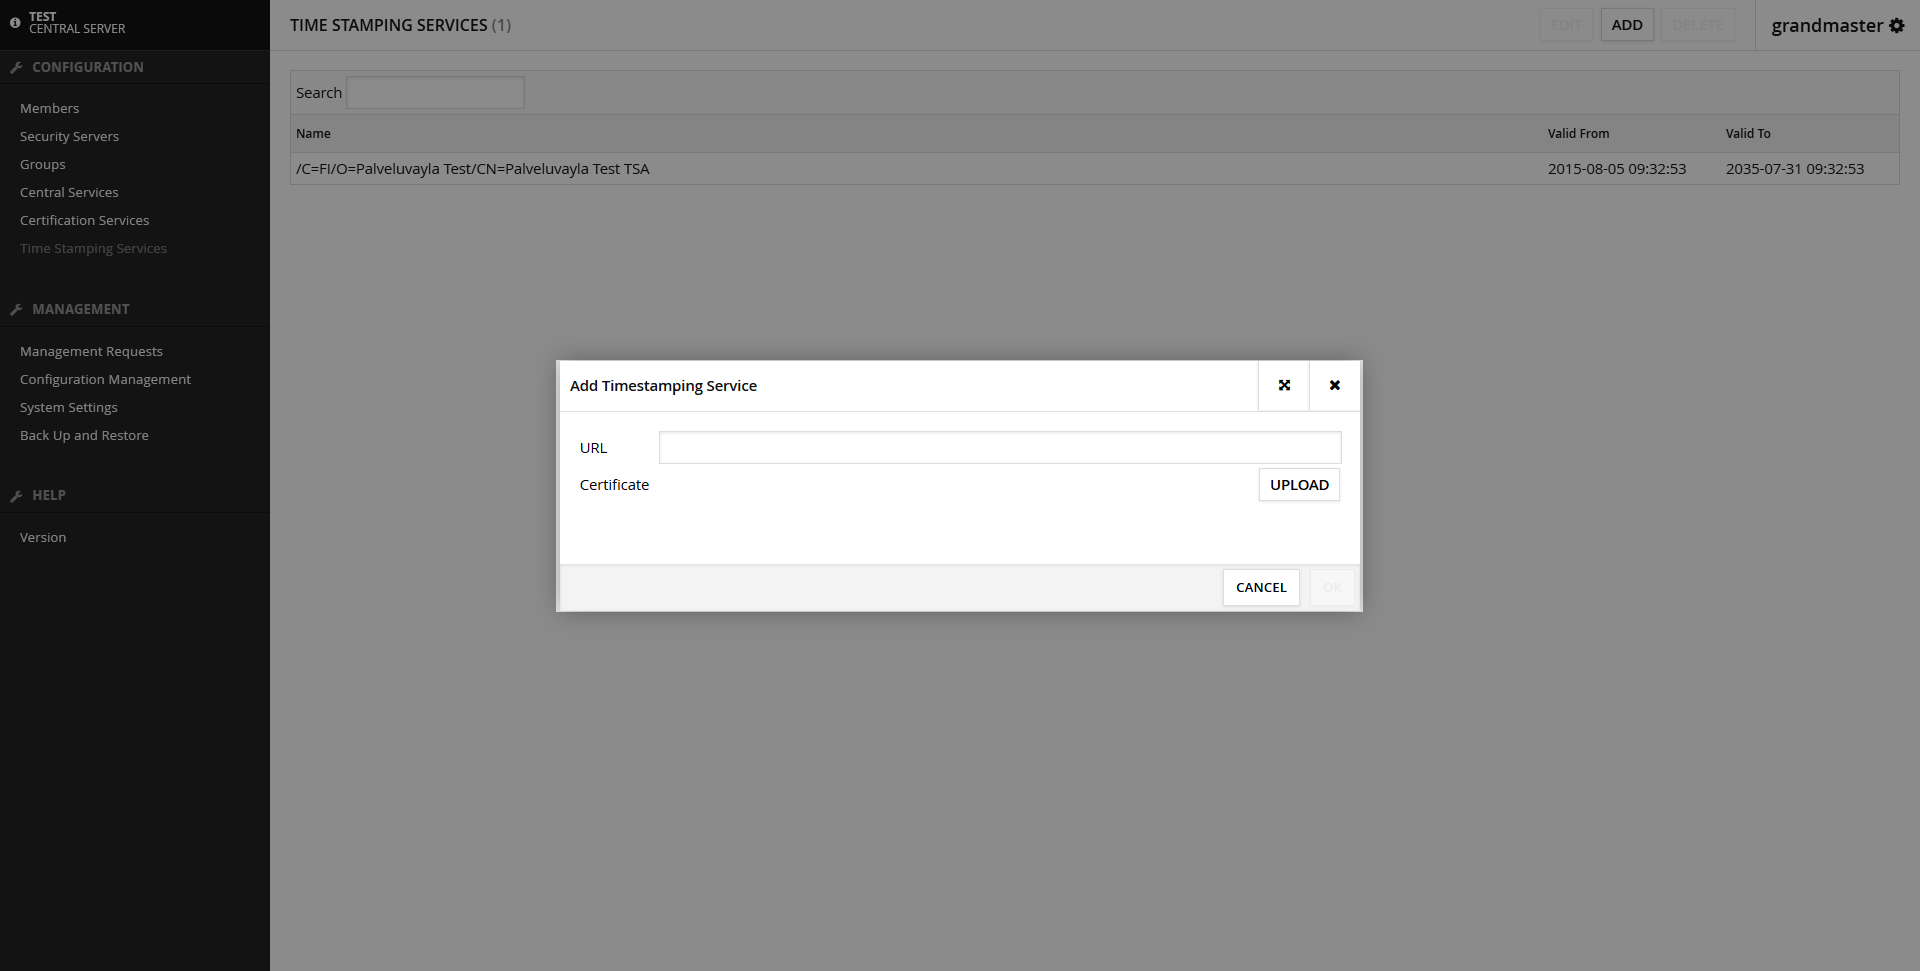 TEST
CENTRAL SERVER
CONFIGURATION
Members
Security Servers
Groups
Central Services
Certification Services
Time Stamping Services
MANAGEMENT
Management Requests
Configuration Management
System Settings
Back Up and Restore
HELP
Version
TIME STAMPING SERVICES (1)
EDIT ADD DELETE
grandmaster
Search
Name Valid From Valid To
/C=FI/O=Palveluvayla Test/CN=Palveluvayla Test TSA 2015-08-05 09:32:53 2035-07-31 09:32:53
Add Timestamping Service
URL
Certificate UPLOAD
CANCEL OK